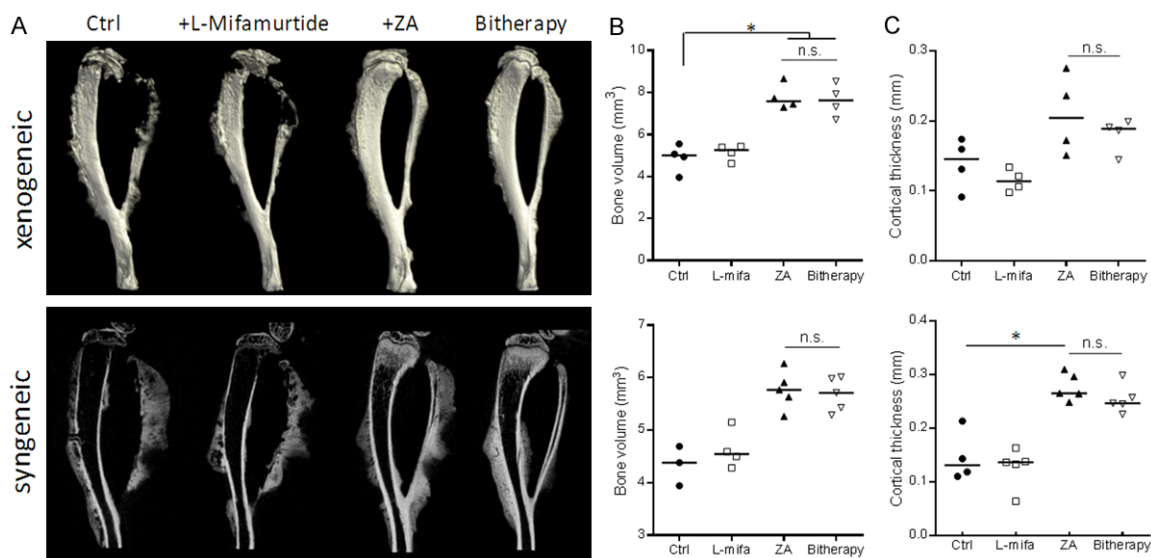 A
Ctrl +L-Mifamurtide +ZA Bitherapy
xenogeneic
syngeneic
B
*
n.s.
Bone volume (mm3)
10
8
6
4
2
0
Ctrl L-mifa ZA Bitherapy
C
n.s.
Cortical thickness (mm)
0.3
0.2
0.1
0.0
Ctrl L-mifa ZA Bitherapy
n.s.
Bone volume (mm³)
7
6
5
4
3
Ctrl L-mifa ZA Bitherapy
*
n.s.
Cortical thickness (mm)
0.4
0.3
0.2
0.1
0.0
Ctrl L-mifa ZA Bitherapy